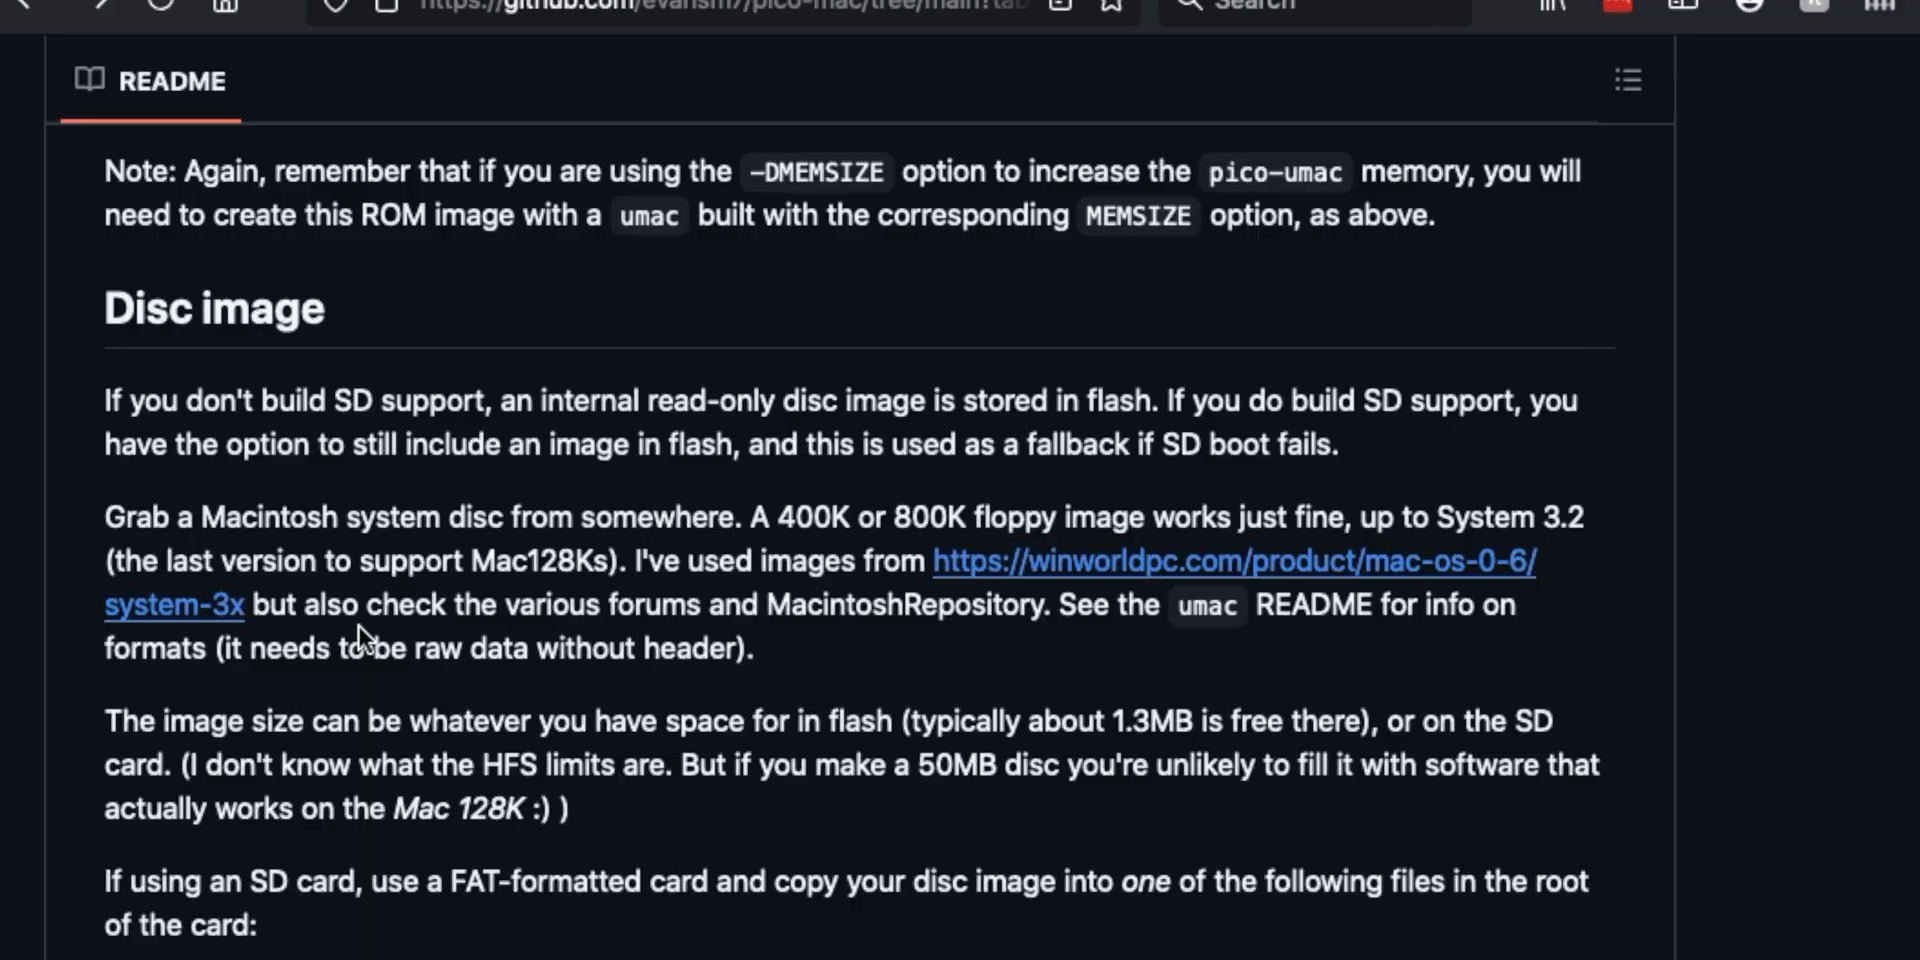 https://github.com/evansm7/pico-mac/tree/main?tab
Search
README
Note: Again, remember that if you are using the -DMEMSIZE option to increase the pico-umac memory, you will
need to create this ROM image with a umac built with the corresponding MEMSIZE option, as above.
Disc image
If you don't build SD support, an internal read-only disc image is stored in flash. If you do build SD support, you
have the option to still include an image in flash, and this is used as a fallback if SD boot fails.
Grab a Macintosh system disc from somewhere. A 400K or 800K floppy image works just fine, up to System 3.2
(the last version to support Mac128Ks). I've used images from https://winworldpc.com/product/mac-os-0-6/
system-3x but also check the various forums and MacintoshRepository. See the umac README for info on
formats (it needs to be raw data without header).
The image size can be whatever you have space for in flash (typically about 1.3MB is free there), or on the SD
card. (I don't know what the HFS limits are. But if you make a 50MB disc you're unlikely to fill it with software that
actually works on the Mac 128K :) )
If using an SD card, use a FAT-formatted card and copy your disc image into one of the following files in the root
of the card: